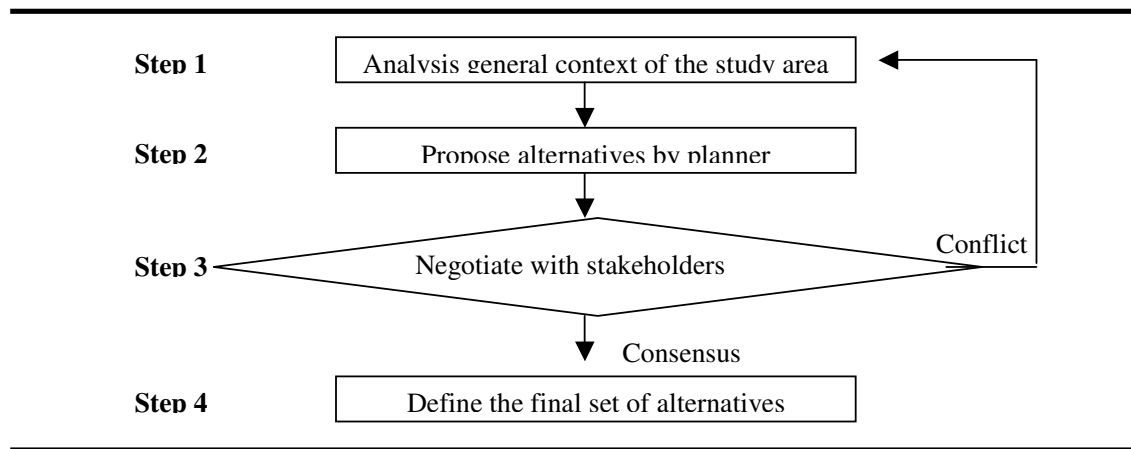 Step 1
Analysis general context of the study area
Step 2
Propose alternatives by planner
Step 3
Negotiate with stakeholders
Conflict
Consensus
Step 4
Define the final set of alternatives